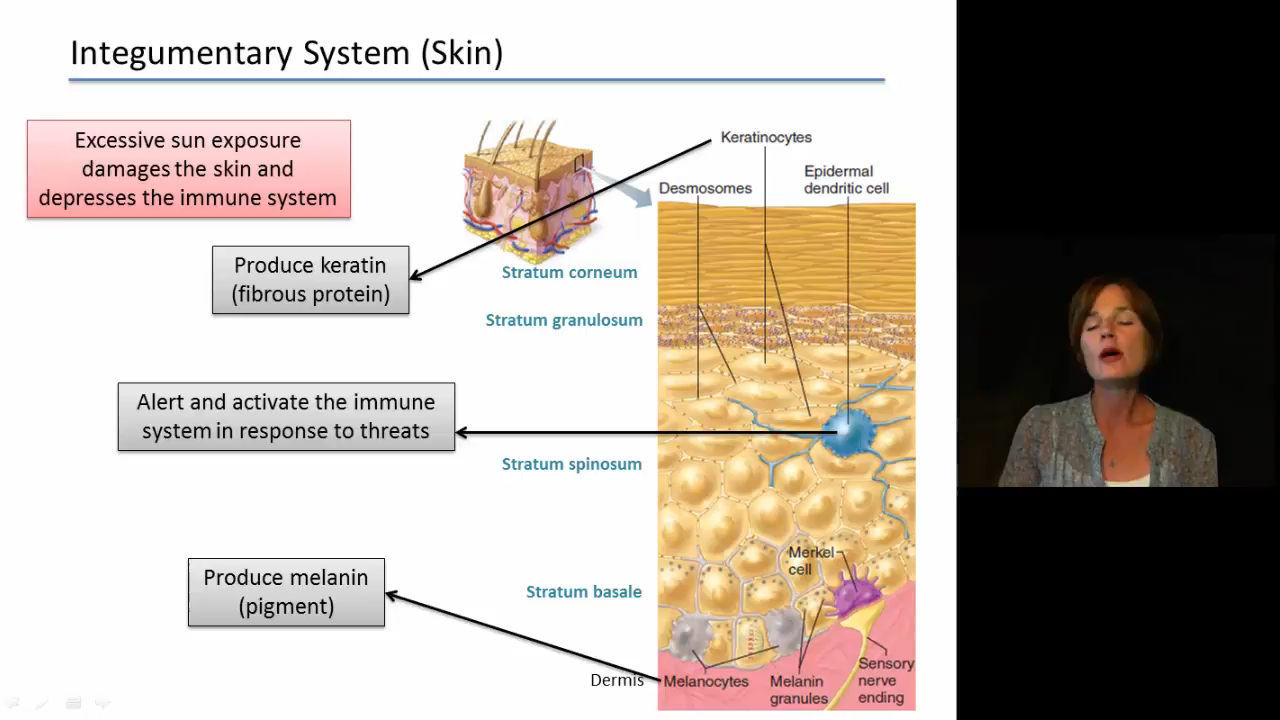 Integumentary System (Skin)
Excessive sun exposure
damages the skin and
depresses the immune system
Keratinocytes
Desmosomes
Epidermal
dendritic cell
Produce keratin
(fibrous protein)
Stratum corneum
Stratum granulosum
Alert and activate the immune
system in response to threats
Stratum spinosum
Merkel
cell
Produce melanin
(pigment)
Stratum basale
Dermis
Melanocytes
Melanin
granules
Sensory
nerve
ending